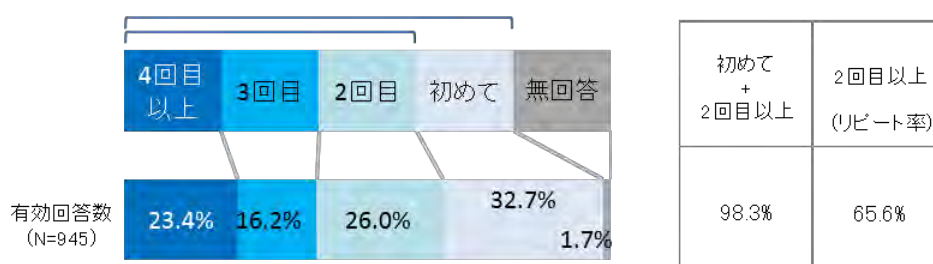 4回目
以上
3回目
2回目
初めて
無回答
有効回答数
(N=945)
23.4%
16.2%
26.0%
32.7%
1.7%
初めて
+
2回目以上
2回目以上
(リピート率)
98.3%
65.6%